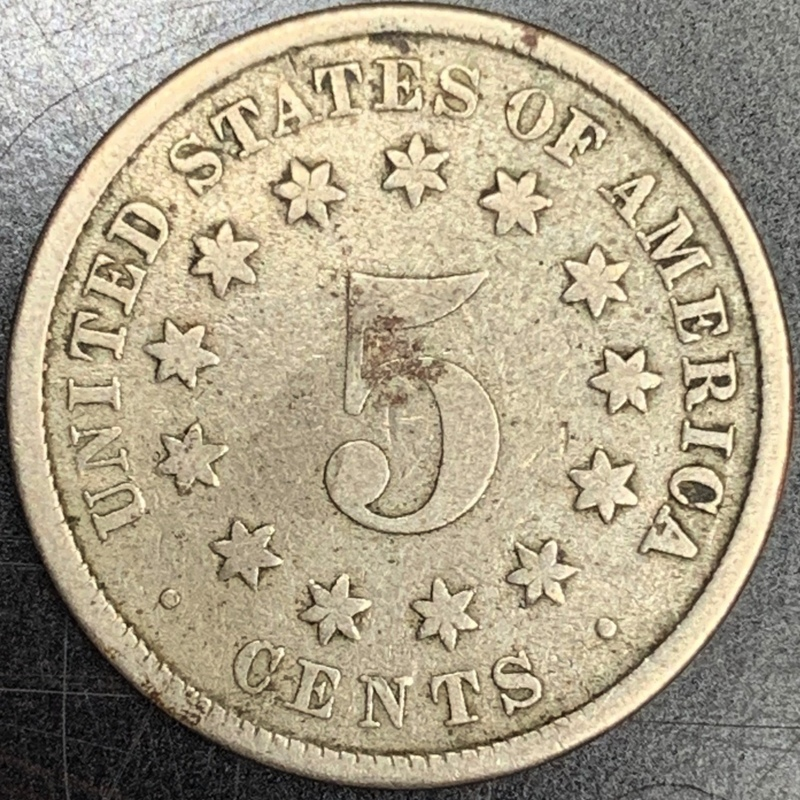 UNITED STATES OF AMERICA
5
CENTS